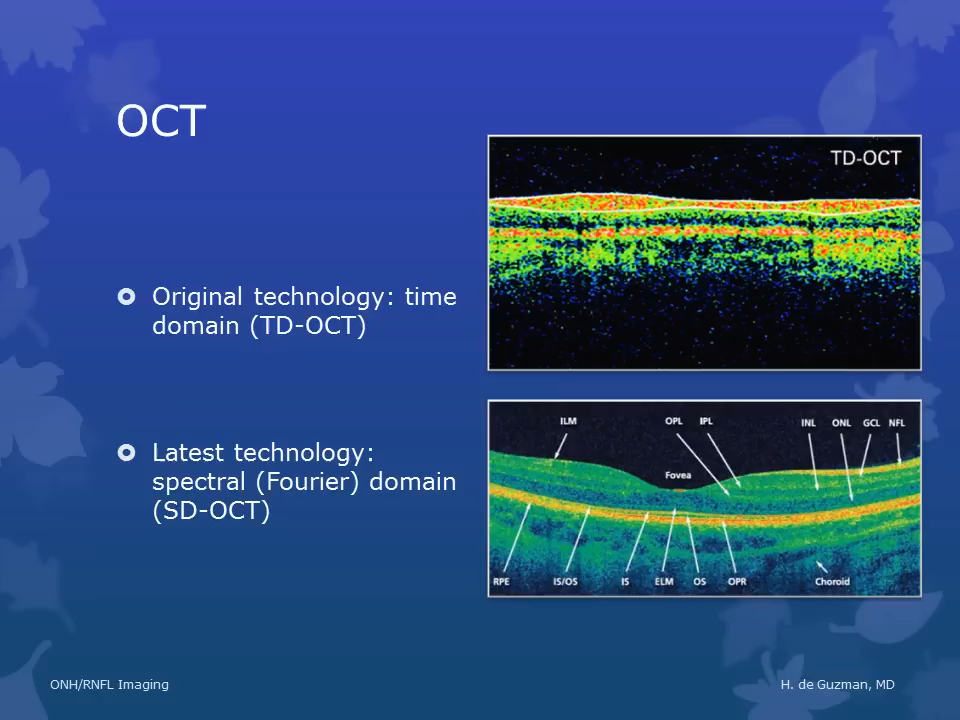 OCT
Original technology: time
domain (TD-OCT)
Latest technology:
spectral (Fourier) domain
(SD-OCT)
TD-OCT
ILM OPL IPL INL ONL GCL NFL
Fovea
RPE IS/OS IS ELM OS OPR Choroid
ONH/RNFL Imaging
H. de Guzman, MD